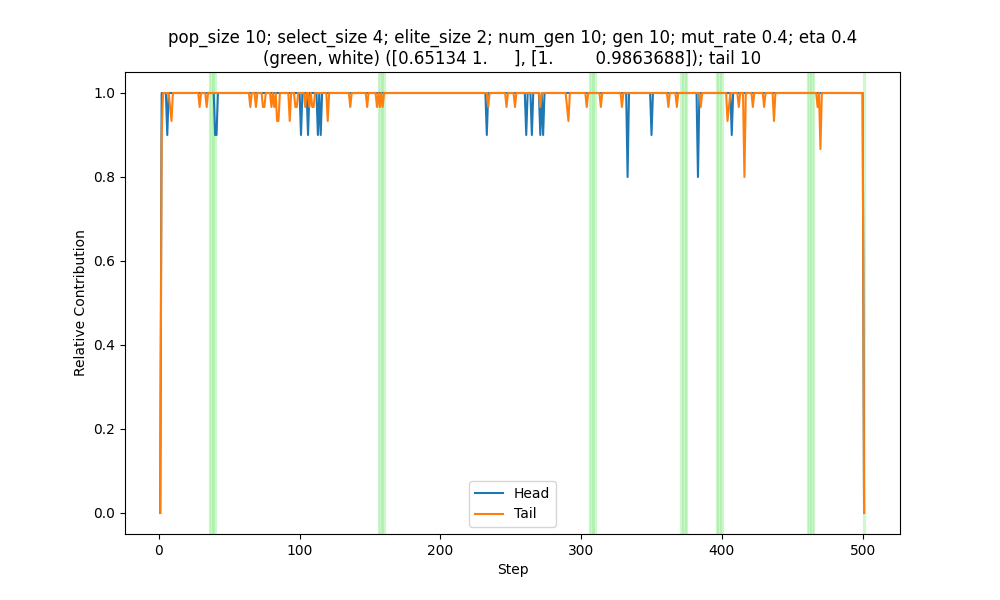 pop_size 10; select_size 4; elite_size 2; num_gen 10; gen 10; mut_rate 0.4; eta 0.4
(green, white) ([0.65134 1.     ], [1.        0.9863688]); tail 10
1.0
0.8
0.6
0.4
0.2
0.0
Relative Contribution
Head
Tail
0 100 200 300 400 500
Step